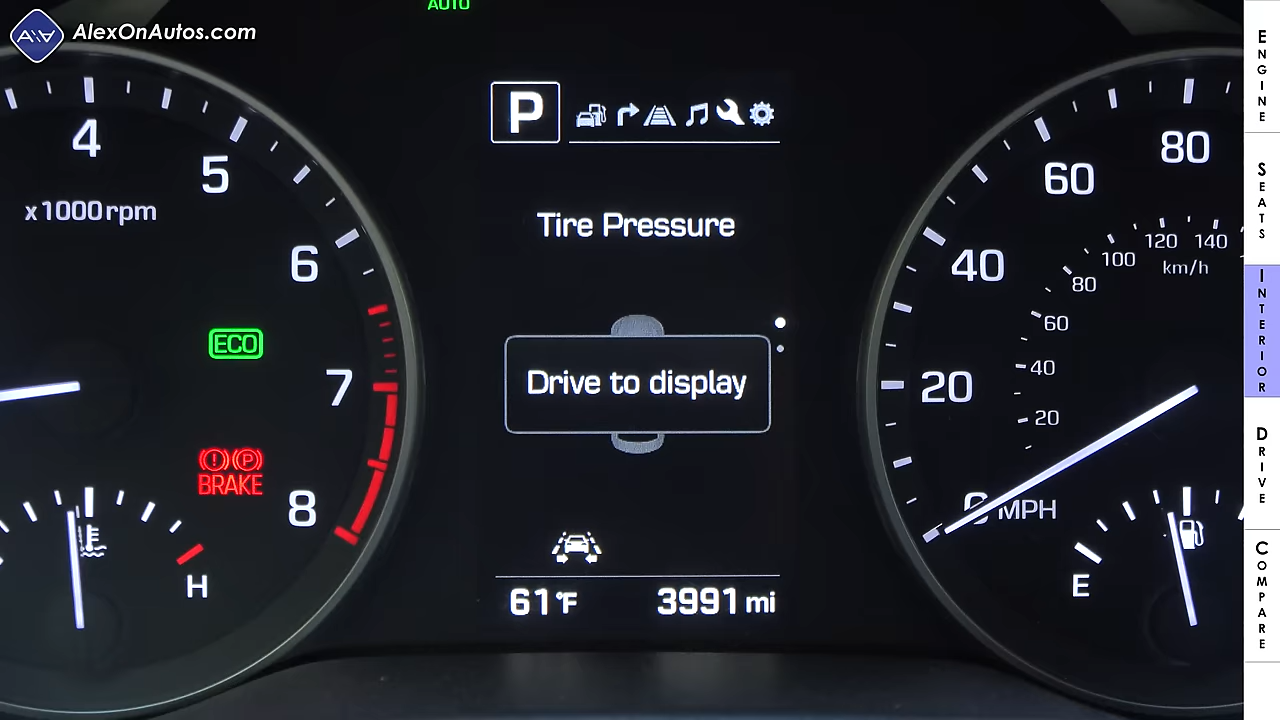 AUTO
AlexOnAutos.com
P
4
5
6
7
8
x1000rpm
ECO
BRAKE
H
Tire Pressure
Drive to display
61°F
3991 mi
80
60
40
20
0 MPH
140
120
100
80
60
40
20
km/h
E
ENGINE
SEATS
INTERIOR
DRIVE
COMPARE